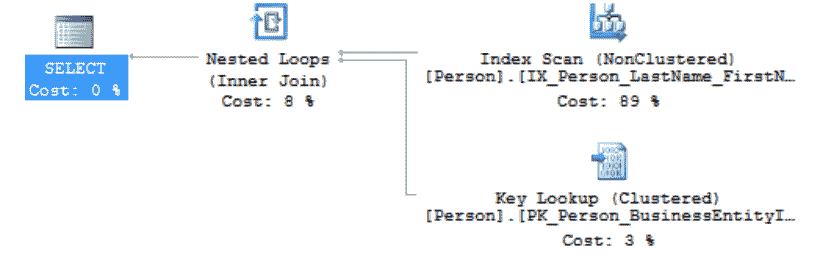 SELECT
Cost: 0 %
Nested Loops
(Inner Join)
Cost: 8 %
Index Scan (NonClustered)
[Person].[IX_Person_LastName_FirstN…
Cost: 89 %
Key Lookup (Clustered)
[Person].[PK_Person_BusinessEntityI…
Cost: 3 %